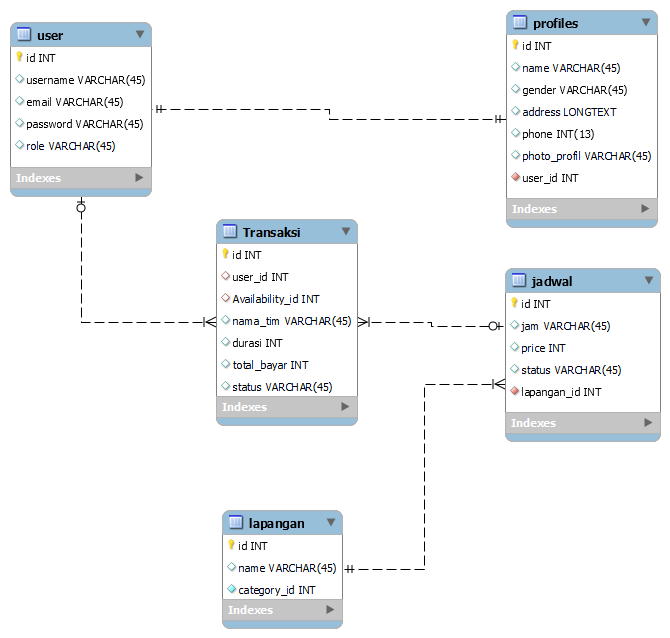 user
id INT
username VARCHAR(45)
email VARCHAR(45)
password VARCHAR(45)
role VARCHAR(45)
Indexes
profiles
id INT
name VARCHAR(45)
gender VARCHAR(45)
address LONGTEXT
phone INT(13)
photo_profil VARCHAR(45)
user_id INT
Indexes
Transaksi
id INT
user_id INT
Availability_id INT
nama_tim VARCHAR(45)
durasi INT
total_bayar INT
status VARCHAR(45)
Indexes
jadwal
id INT
jam VARCHAR(45)
price INT
status VARCHAR(45)
lapangan_id INT
Indexes
lapangan
id INT
name VARCHAR(45)
category_id INT
Indexes